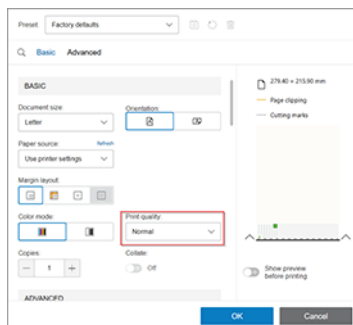 Preset: Factory defaults
Basic Advanced
BASIC
Document size: Orientation:
Letter
Paper source: Refresh
Use printer settings
Margin layout:
Color mode: Print quality:
Normal
Copies: Collate:
1 Off
ADVANCED
279.40 × 215.90 mm
Page clipping
Cutting marks
Show preview
before printing
OK Cancel